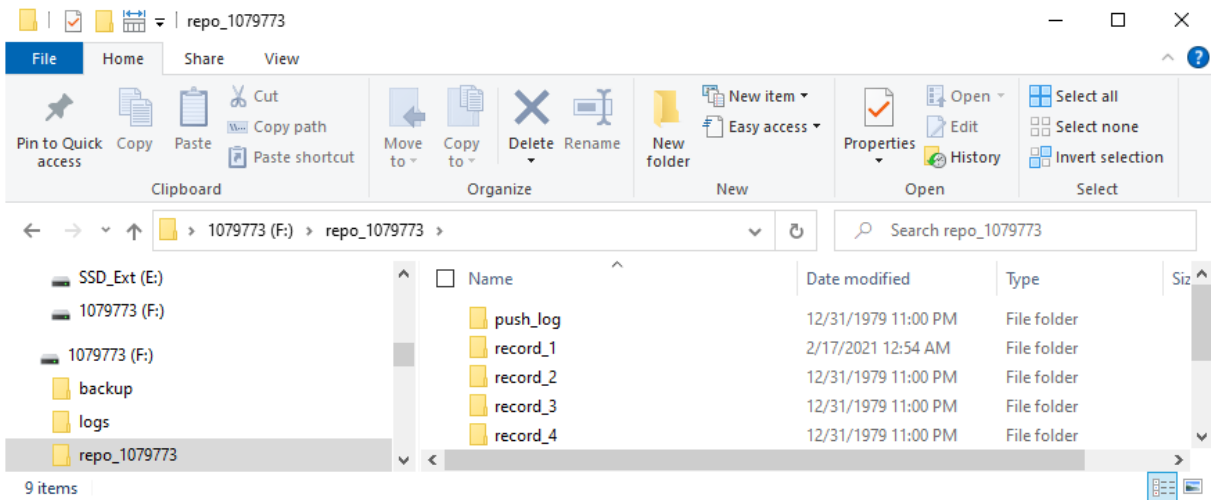 repo_1079773
File Home Share View
Pin to Quick access
Copy
Paste
Cut
Copy path
Paste shortcut
Clipboard
Move to
Copy to
Delete
Rename
Organize
New folder
New item
Easy access
New
Properties
Open
Edit
History
Open
Select all
Select none
Invert selection
Select
1079773 (F:) repo_1079773
Search repo_1079773
SSD_Ext (E:)
1079773 (F:)
1079773 (F:)
backup
logs
repo_1079773
Name Date modified Type Siz
push_log 12/31/1979 11:00 PM File folder
record_1 2/17/2021 12:54 AM File folder
record_2 12/31/1979 11:00 PM File folder
record_3 12/31/1979 11:00 PM File folder
record_4 12/31/1979 11:00 PM File folder
9 items